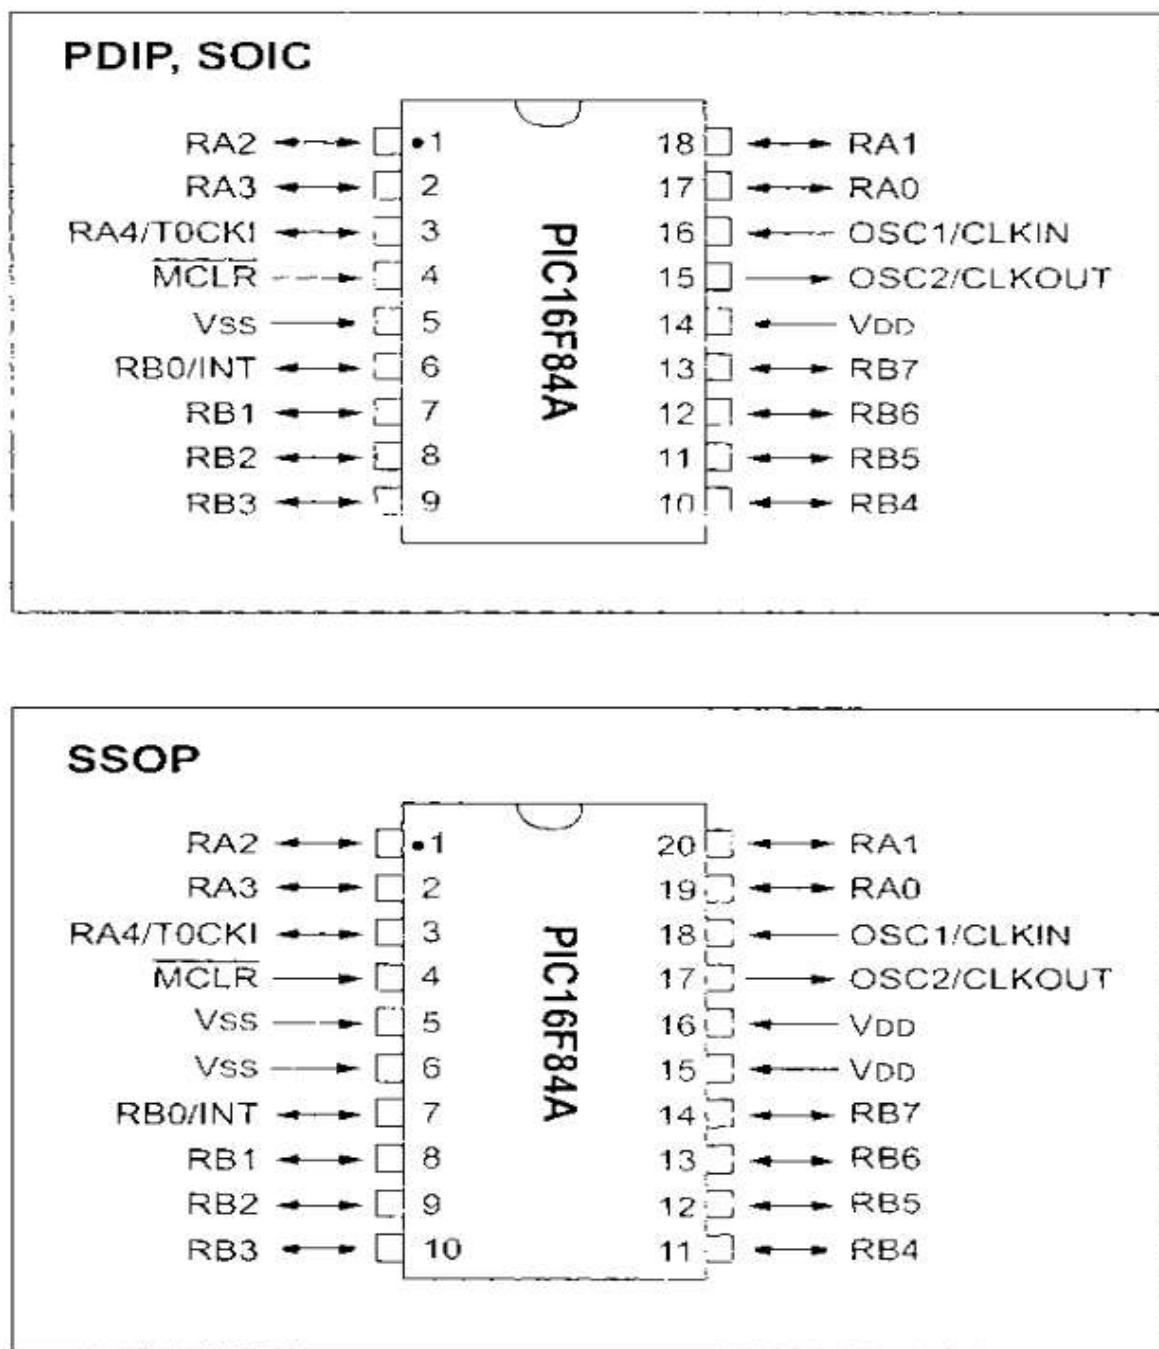 PDIP, SOIC
RA2 •1 18 RA1
RA3 2 17 RA0
RA4/T0CKI 3 16 OSC1/CLKIN
MCLR 4 15 OSC2/CLKOUT
VSS 5 14 VDD
RB0/INT 6 13 RB7
RB1 7 12 RB6
RB2 8 11 RB5
RB3 9 10 RB4
PIC16F84A
SSOP
RA2 •1 20 RA1
RA3 2 19 RA0
RA4/T0CKI 3 18 OSC1/CLKIN
MCLR 4 17 OSC2/CLKOUT
VSS 5 16 VDD
VSS 6 15 VDD
RB0/INT 7 14 RB7
RB1 8 13 RB6
RB2 9 12 RB5
RB3 10 11 RB4
PIC16F84A